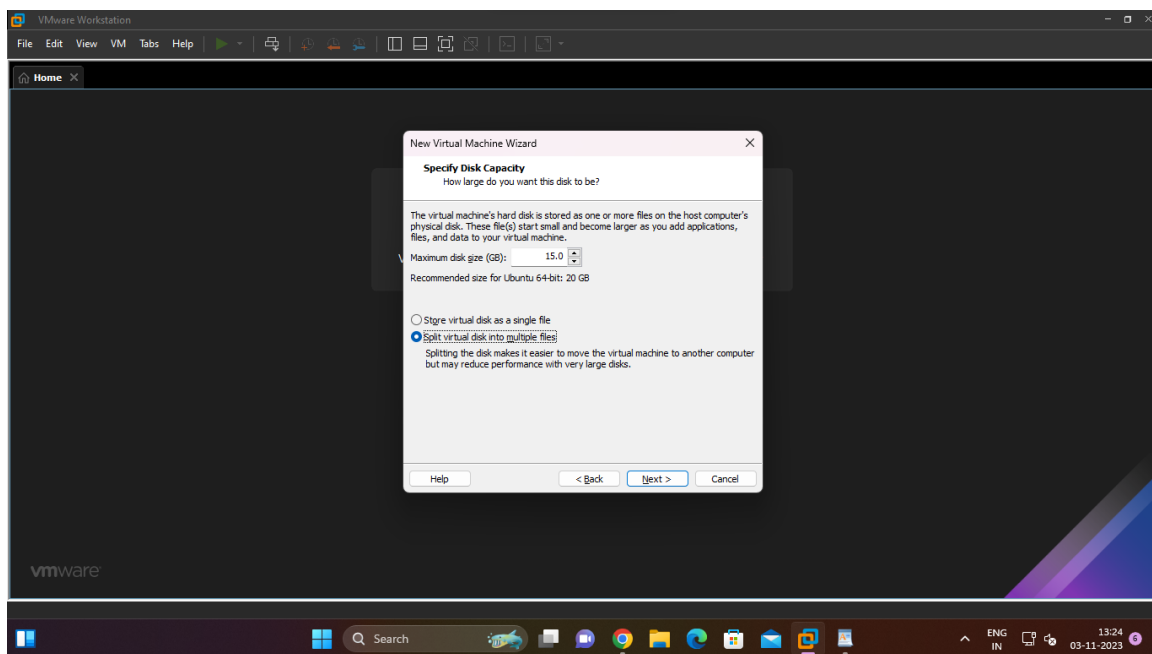 VMware Workstation
File Edit View VM Tabs Help
Home
New Virtual Machine Wizard
Specify Disk Capacity
How large do you want this disk to be?
The virtual machine's hard disk is stored as one or more files on the host computer's
physical disk. These file(s) start small and become larger as you add applications,
files, and data to your virtual machine.
Maximum disk size (GB): 15.0
Recommended size for Ubuntu 64-bit: 20 GB
Store virtual disk as a single file
Split virtual disk into multiple files
Splitting the disk makes it easier to move the virtual machine to another computer
but may reduce performance with very large disks.
Help < Back Next > Cancel
vmware
Search
ENG
IN
13:24
03-11-2023
6